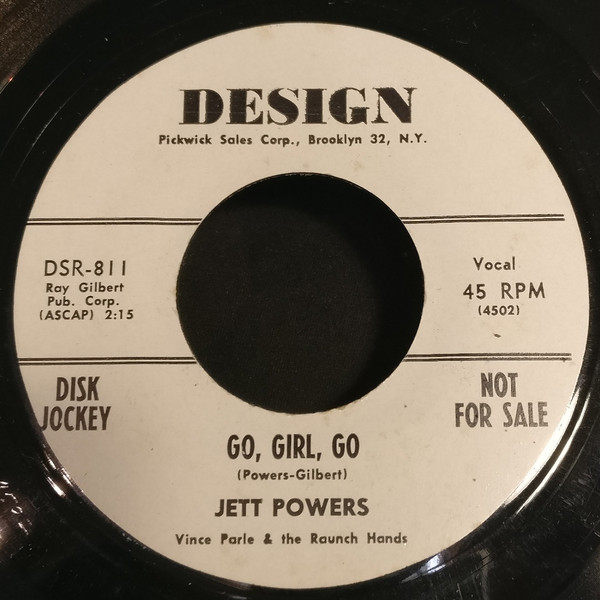 DESIGN
Pickwick Sales Corp., Brooklyn 32, N.Y.
DSR-811
Ray Gilbert
Pub. Corp.
(ASCAP) 2:15
Vocal
45 RPM
(4502)
DISK
JOCKEY
NOT
FOR SALE
GO, GIRL, GO
(Powers-Gilbert)
JETT POWERS
Vince Parle & the Raunch Hands